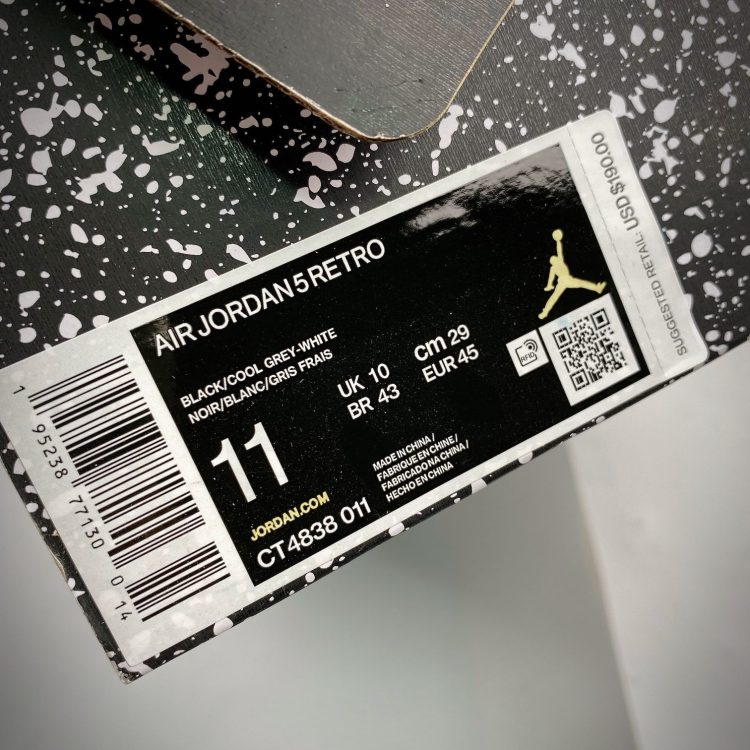 AIR JORDAN 5 RETRO
BLACK/COOL GREY-WHITE
NOIR/BLANC/GRIS FRAIS
11
UK 10
BR 43
cm 29
EUR 45
RFID
JORDAN.COM
CT4838 011
MADE IN CHINA/
FABRIQUE EN CHINE/
FABRICADO NA CHINA/
HECHO EN CHINA
SUGGESTED RETAIL: USD$190.00
1 95238 77130 0 14